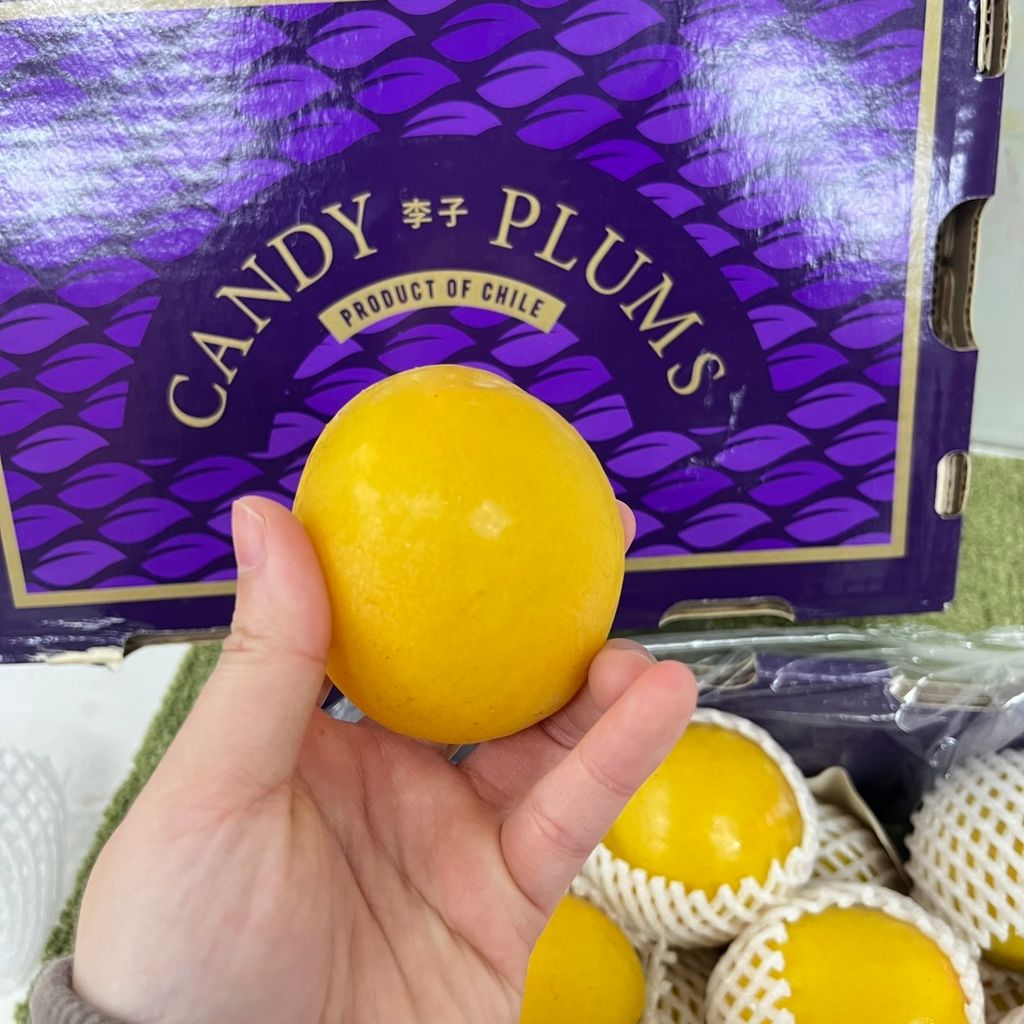 CANDY 李子 PLUMS
PRODUCT OF CHILE